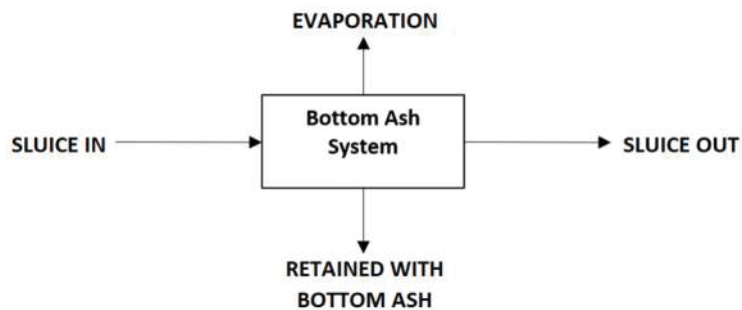 EVAPORATION
Bottom Ash
System
SLUICE IN
SLUICE OUT
RETAINED WITH
BOTTOM ASH